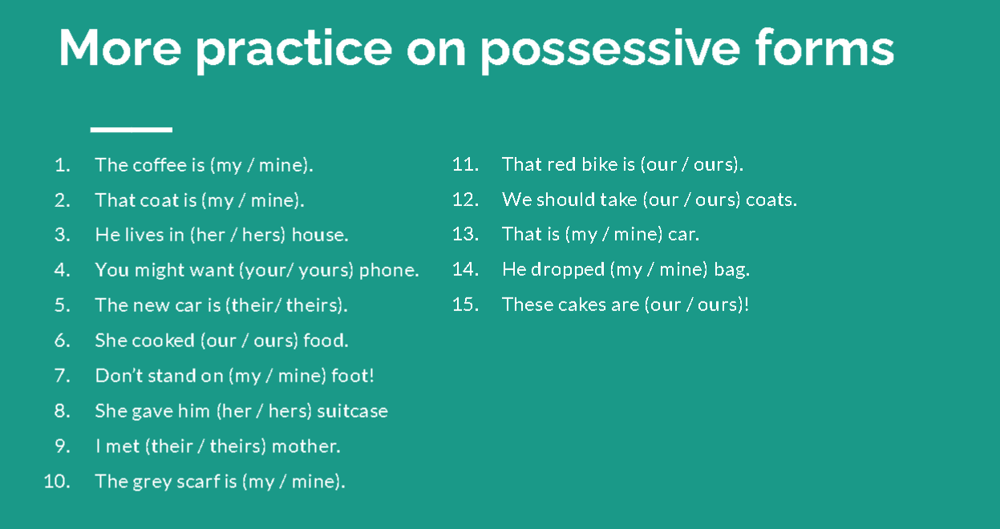 More practice on possessive forms
1. The coffee is (my / mine).
2. That coat is (my / mine).
3. He lives in (her / hers) house.
4. You might want (your/ yours) phone.
5. The new car is (their/ theirs).
6. She cooked (our / ours) food.
7. Don't stand on (my / mine) foot!
8. She gave him (her / hers) suitcase
9. I met (their / theirs) mother.
10. The grey scarf is (my / mine).
11. That red bike is (our / ours).
12. We should take (our / ours) coats.
13. That is (my / mine) car.
14. He dropped (my / mine) bag.
15. These cakes are (our / ours)!